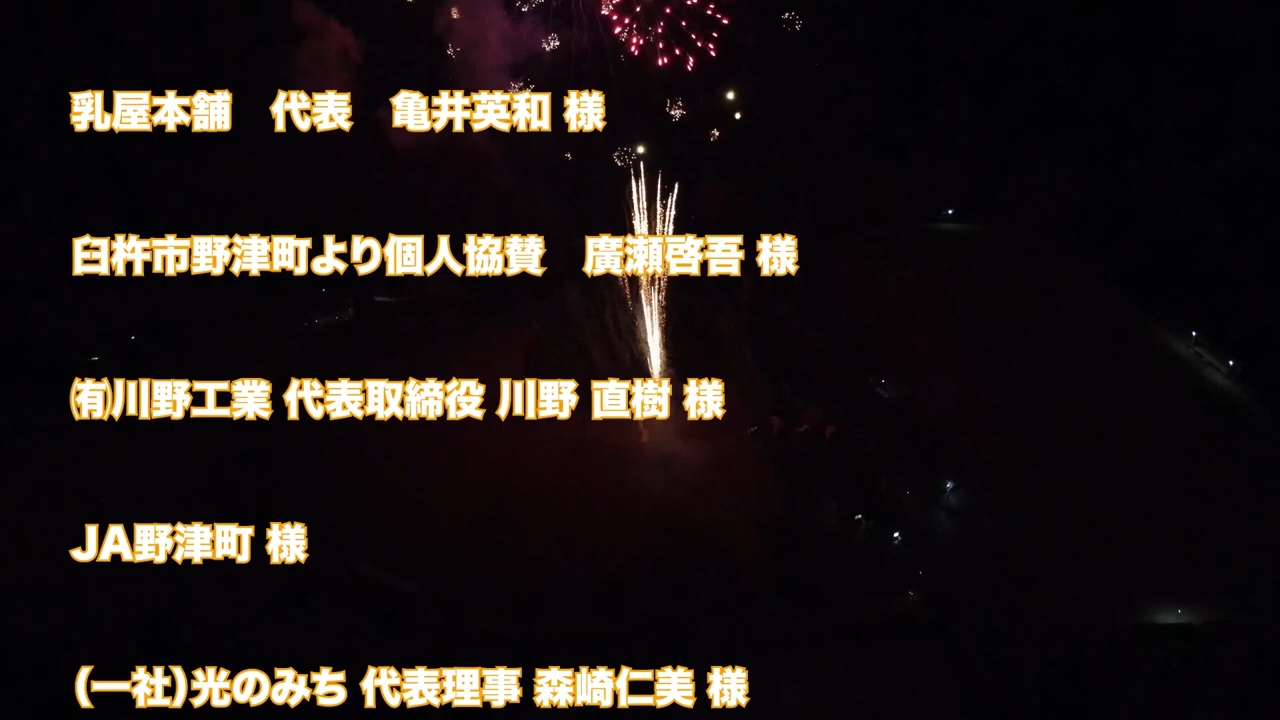 乳屋本舗　代表　亀井英和 様
臼杵市野津町より個人協賛　廣瀬啓吾 様
㈲川野工業 代表取締役 川野 直樹 様
JA野津町 様
（一社）光のみち 代表理事 森崎仁美 様